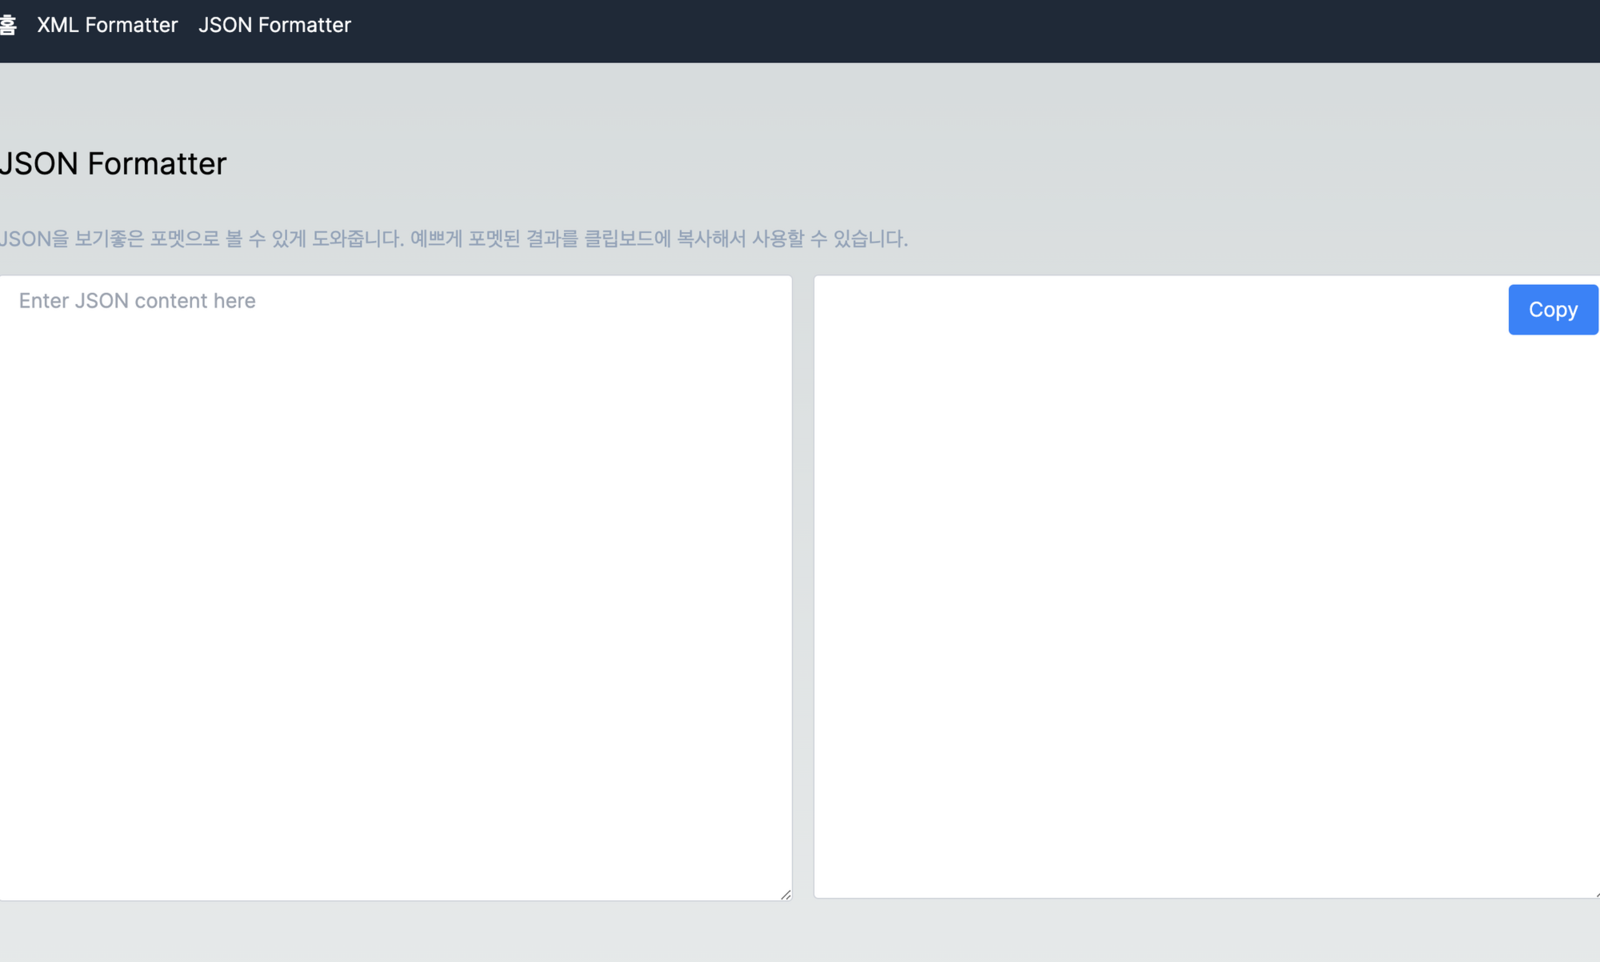 홈 XML Formatter JSON Formatter
JSON Formatter
JSON을 보기좋은 포멧으로 볼 수 있게 도와줍니다. 예쁘게 포멧된 결과를 클립보드에 복사해서 사용할 수 있습니다.
Enter JSON content here
Copy